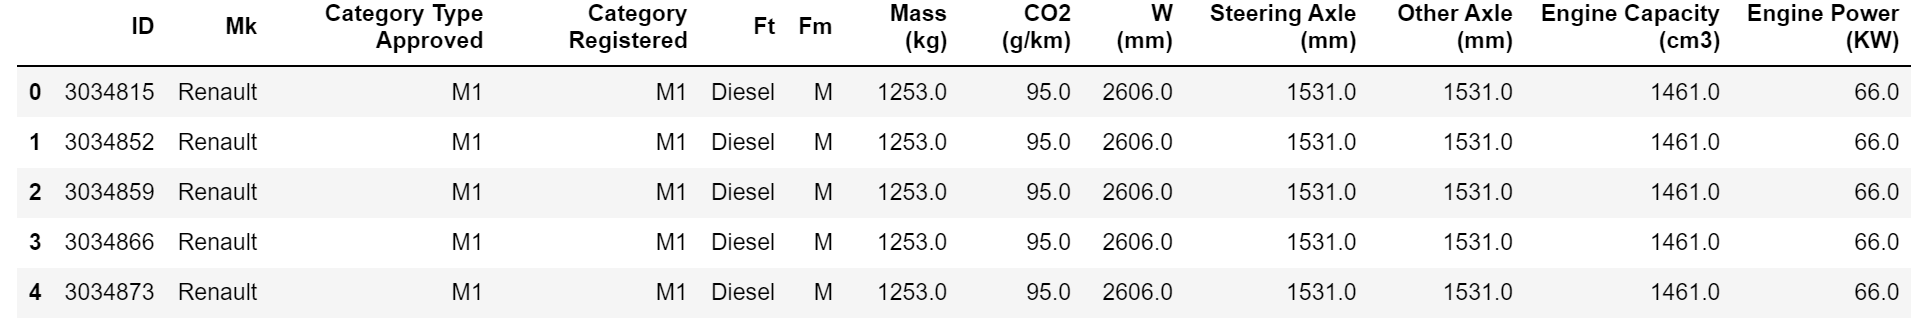 ID Mk Category Type Approved Category Registered Ft Fm Mass (kg) CO2 (g/km) W (mm) Steering Axle (mm) Other Axle (mm) Engine Capacity (cm3) Engine Power (KW)
0 3034815 Renault M1 M1 Diesel M 1253.0 95.0 2606.0 1531.0 1531.0 1461.0 66.0
1 3034852 Renault M1 M1 Diesel M 1253.0 95.0 2606.0 1531.0 1531.0 1461.0 66.0
2 3034859 Renault M1 M1 Diesel M 1253.0 95.0 2606.0 1531.0 1531.0 1461.0 66.0
3 3034866 Renault M1 M1 Diesel M 1253.0 95.0 2606.0 1531.0 1531.0 1461.0 66.0
4 3034873 Renault M1 M1 Diesel M 1253.0 95.0 2606.0 1531.0 1531.0 1461.0 66.0